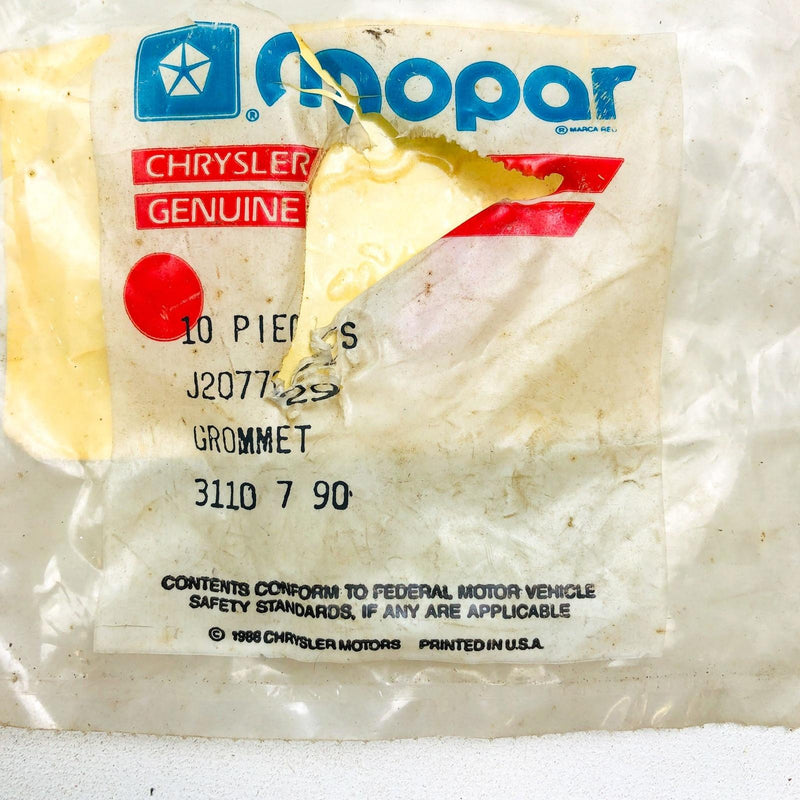 mopar
® ® MARCA REG
CHRYSLER
GENUINE
10 PIECES
GROMMET
3110 7 90
CONTENTS CONFORM TO FEDERAL MOTOR VEHICLE
SAFETY STANDARDS, IF ANY ARE APPLICABLE
© 1988 CHRYSLER MOTORS PRINTED IN U.S.A.